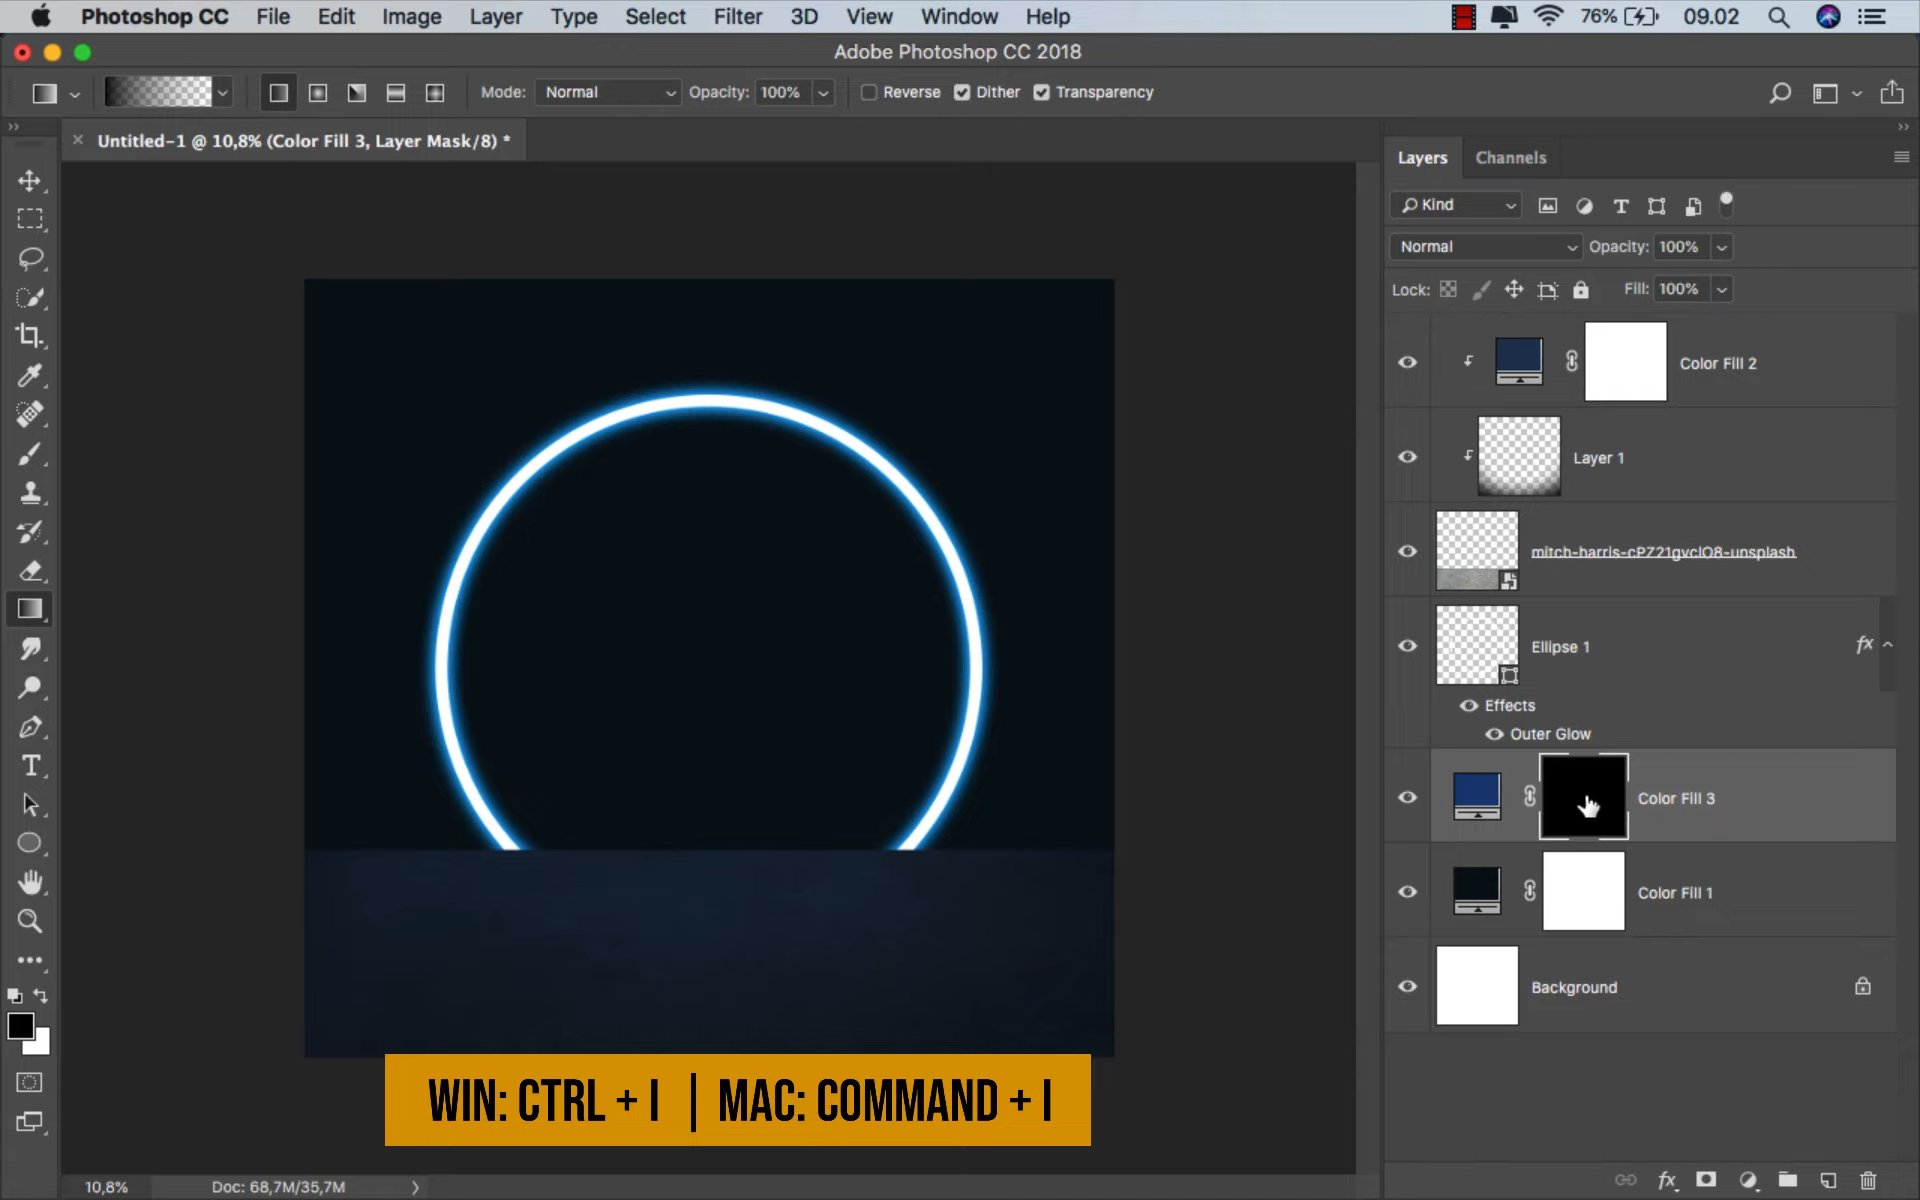 Photoshop CC File Edit Image Layer Type Select Filter 3D View Window Help 76% 09.02
Adobe Photoshop CC 2018
Mode: Normal Opacity: 100% Reverse Dither Transparency
Untitled-1 @ 10,8% (Color Fill 3, Layer Mask/8) *
Layers Channels
Kind
Normal Opacity: 100%
Lock: Fill: 100%
Color Fill 2
Layer 1
mitch-harris-cPZ21gvclO8-unsplash
Ellipse 1 fx
Effects
Outer Glow
Color Fill 3
Color Fill 1
Background
WIN: CTRL + I | MAC: COMMAND + I
10,8% Doc: 68,7M/35,7M
fx